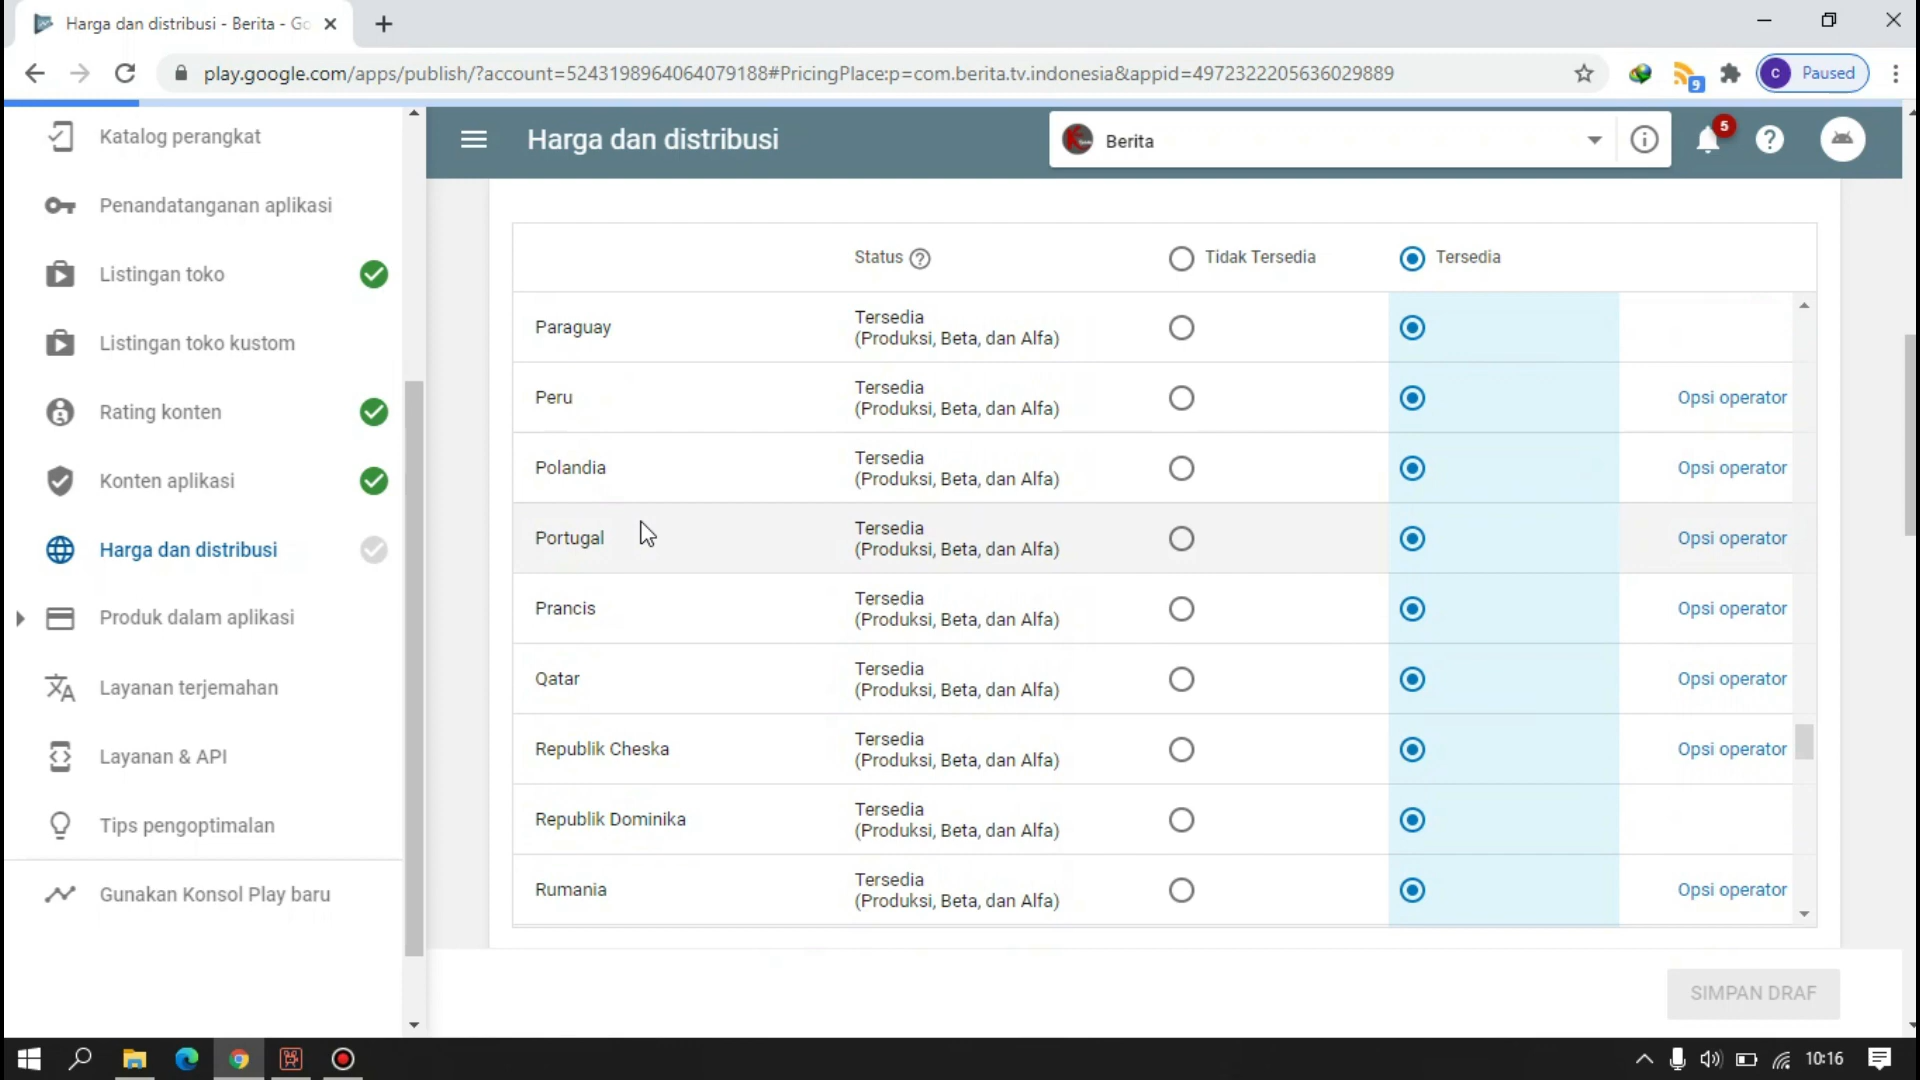 Harga dan distribusi - Berita - Go
play.google.com/apps/publish/?account=5243198964064079188#PricingPlace:p=com.berita.tv.indonesia&appid=4972322205636029889
9
C
Paused
Katalog perangkat
Penandatanganan aplikasi
Listingan toko
Listingan toko kustom
Rating konten
Konten aplikasi
Harga dan distribusi
Produk dalam aplikasi
Layanan terjemahan
Layanan & API
Tips pengoptimalan
Gunakan Konsol Play baru
Harga dan distribusi
Berita
5
Status
Tidak Tersedia
Tersedia
Paraguay
Tersedia
(Produksi, Beta, dan Alfa)
Peru
Tersedia
(Produksi, Beta, dan Alfa)
Opsi operator
Polandia
Tersedia
(Produksi, Beta, dan Alfa)
Opsi operator
Portugal
Tersedia
(Produksi, Beta, dan Alfa)
Opsi operator
Prancis
Tersedia
(Produksi, Beta, dan Alfa)
Opsi operator
Qatar
Tersedia
(Produksi, Beta, dan Alfa)
Opsi operator
Republik Cheska
Tersedia
(Produksi, Beta, dan Alfa)
Opsi operator
Republik Dominika
Tersedia
(Produksi, Beta, dan Alfa)
Rumania
Tersedia
(Produksi, Beta, dan Alfa)
Opsi operator
SIMPAN DRAF
10:16